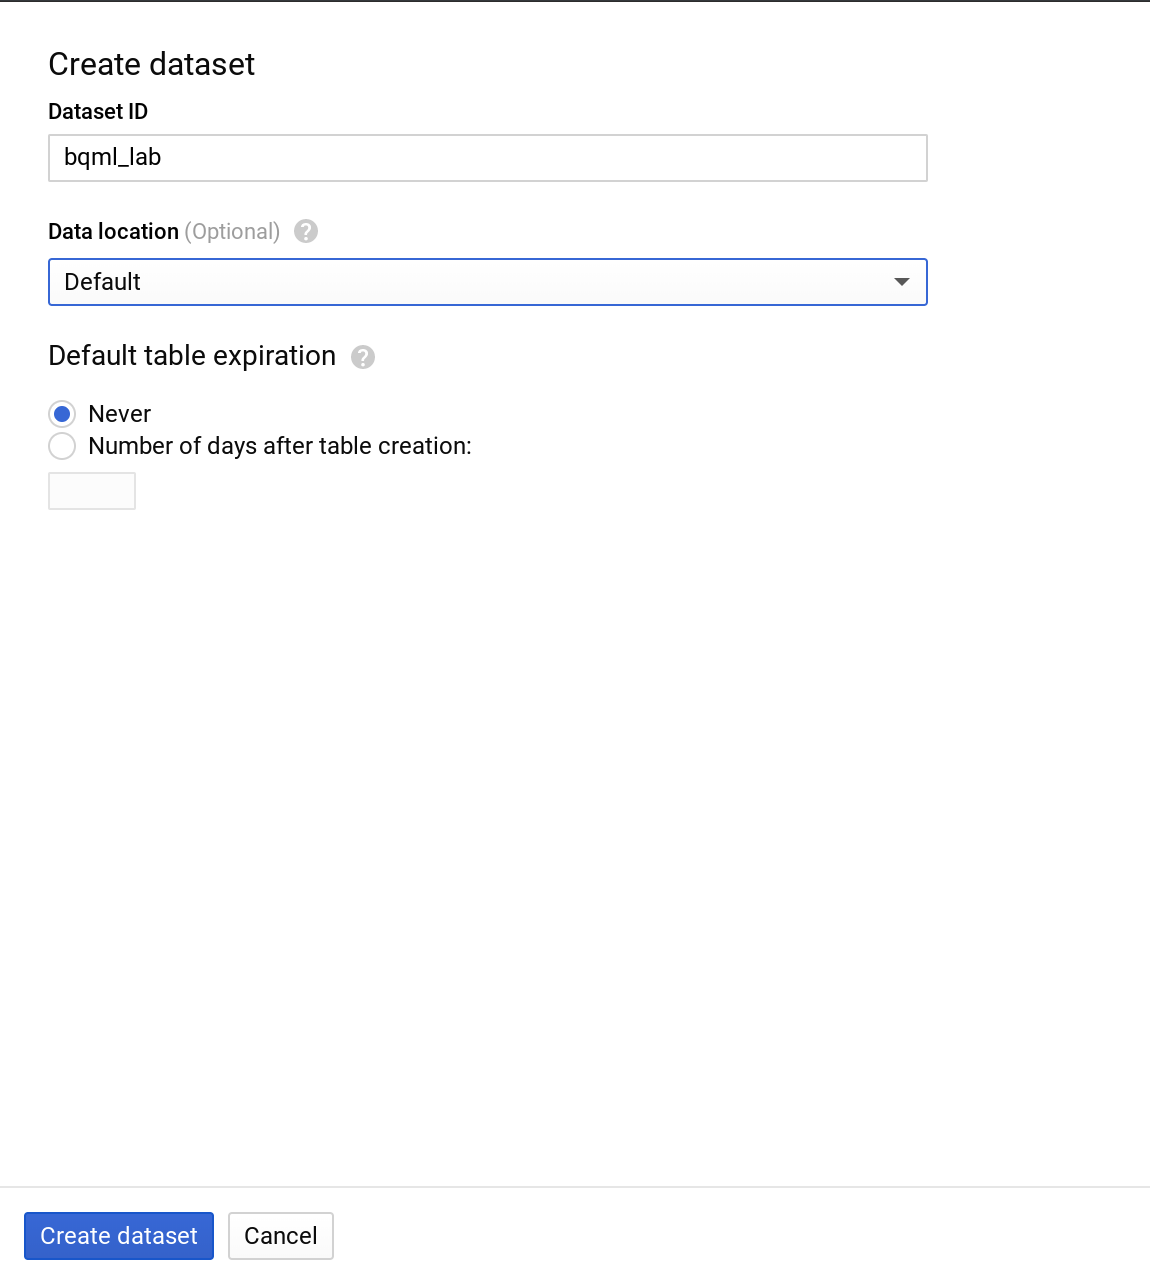 Create dataset
Dataset ID
bqml_lab
Data location (Optional) ?
Default
Default table expiration ?
Never
Number of days after table creation:
Create dataset Cancel